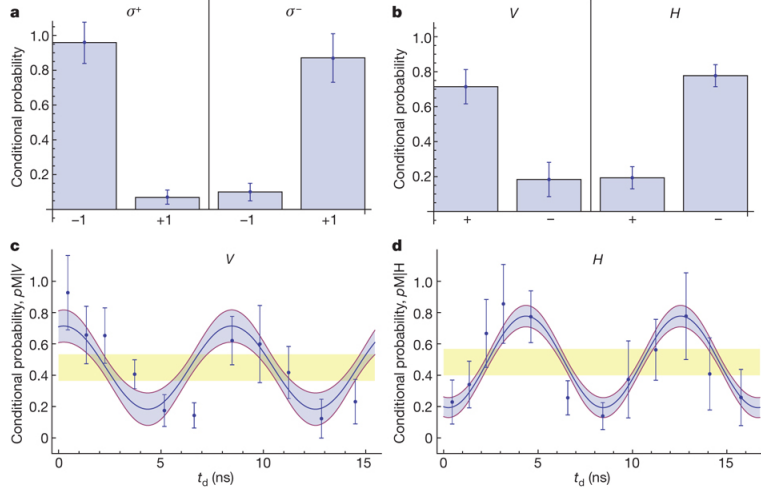 a
σ⁺ σ⁻
Conditional probability
1.0
0.8
0.6
0.4
0.2
−1 +1 −1 +1
b
V H
Conditional probability
1.0
0.8
0.6
0.4
0.2
+ − + −
c
V
Conditional probability, pM|V
1.0
0.8
0.6
0.4
0.2
0
0 5 10 15
t_d (ns)
d
H
Conditional probability, pM|H
1.0
0.8
0.6
0.4
0.2
0
0 5 10 15
t_d (ns)